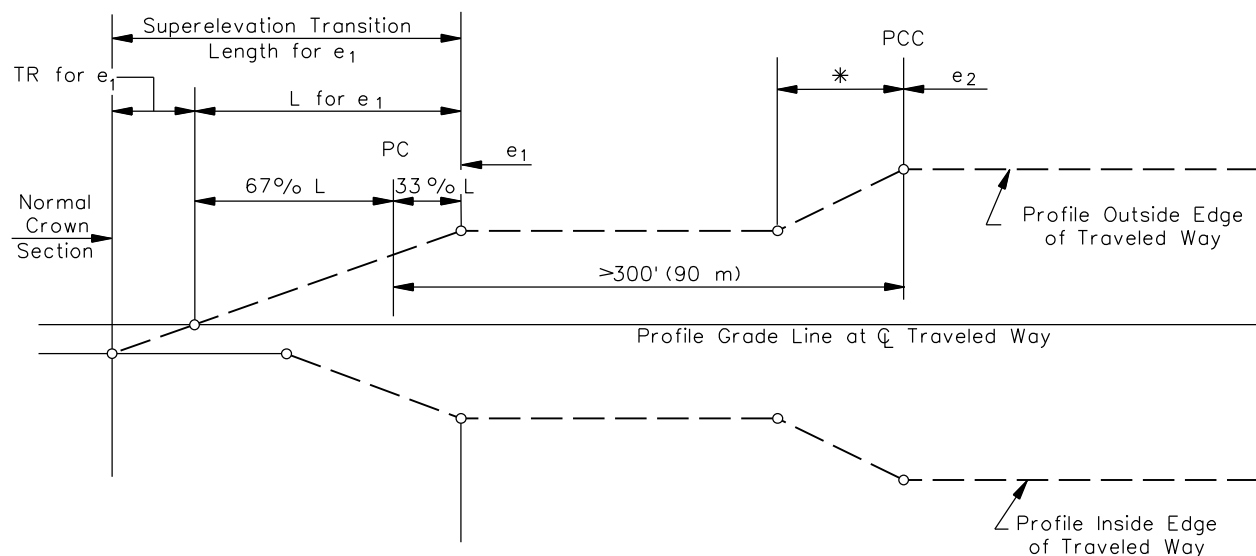 Superelevation Transition
Length for e1
PCC
TR for e1
*
e2
L for e1
PC
e1
67% L
33% L
Normal
Crown
Section
Profile Outside Edge
of Traveled Way
>300' (90 m)
Profile Grade Line at ℄ Traveled Way
Profile Inside Edge
of Traveled Way